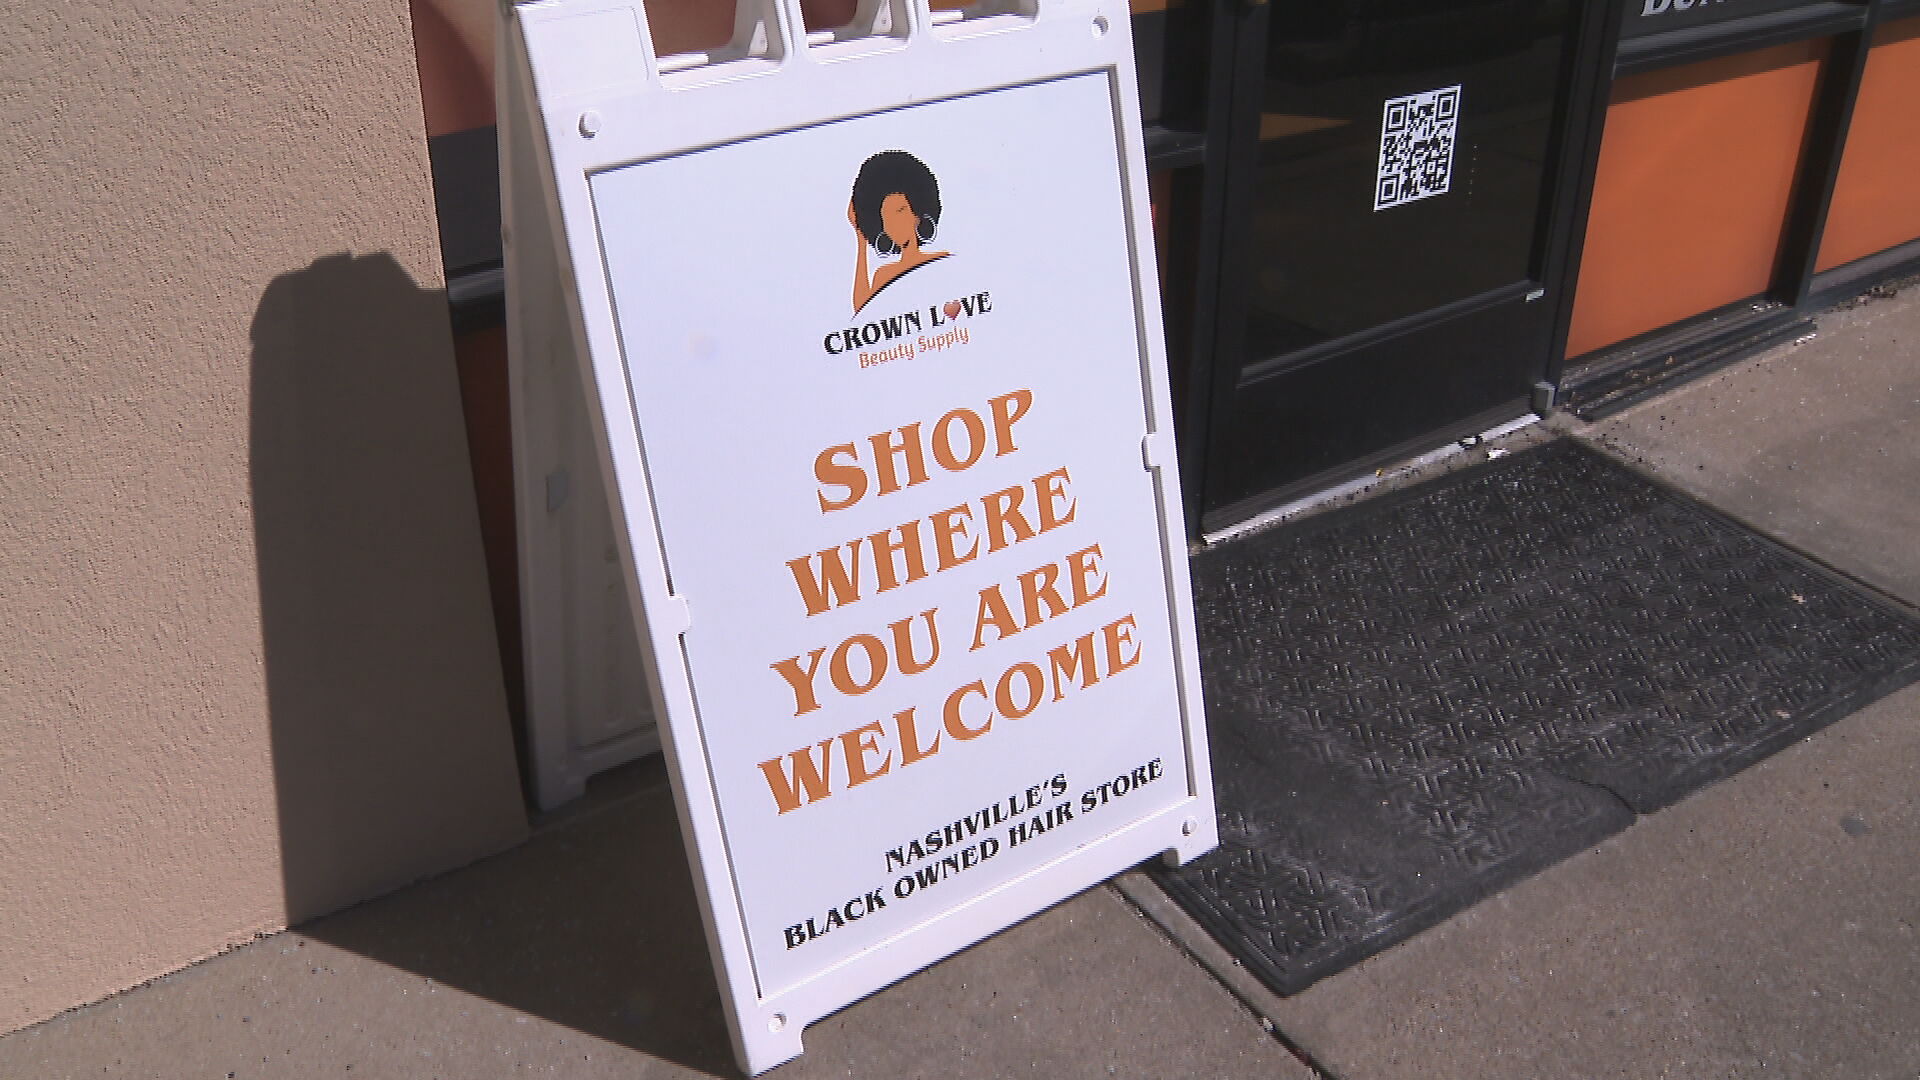 CROWN LOVE
Beauty Supply
SHOP
WHERE
YOU ARE
WELCOME
NASHVILLE'S
BLACK OWNED HAIR STORE